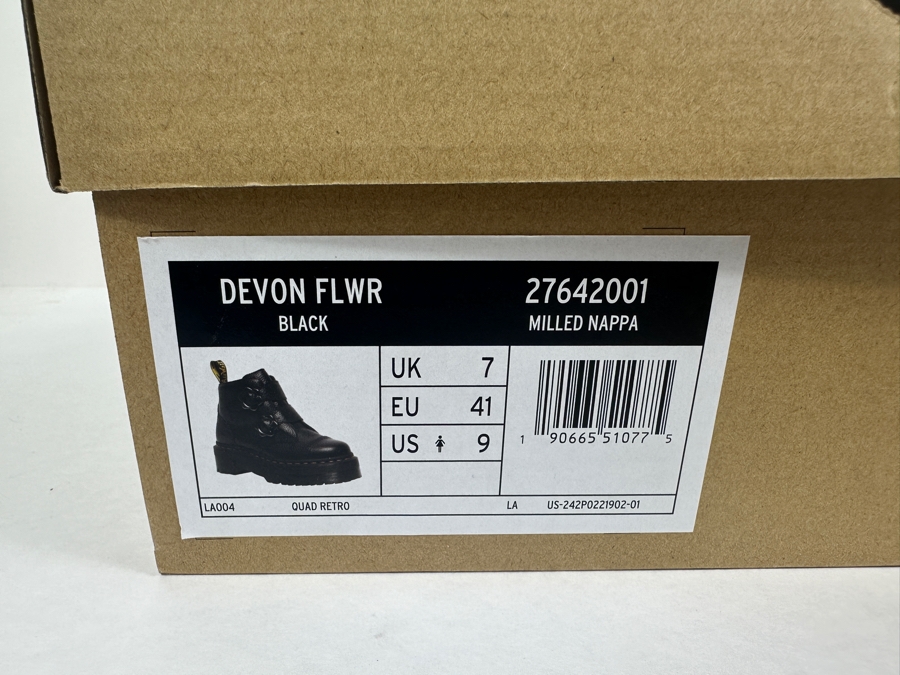 DEVON FLWR 27642001
BLACK MILLED NAPPA
UK 7
EU 41
US 9
1 90665 51077 5
LA004 QUAD RETRO LA US-242P0221902-01